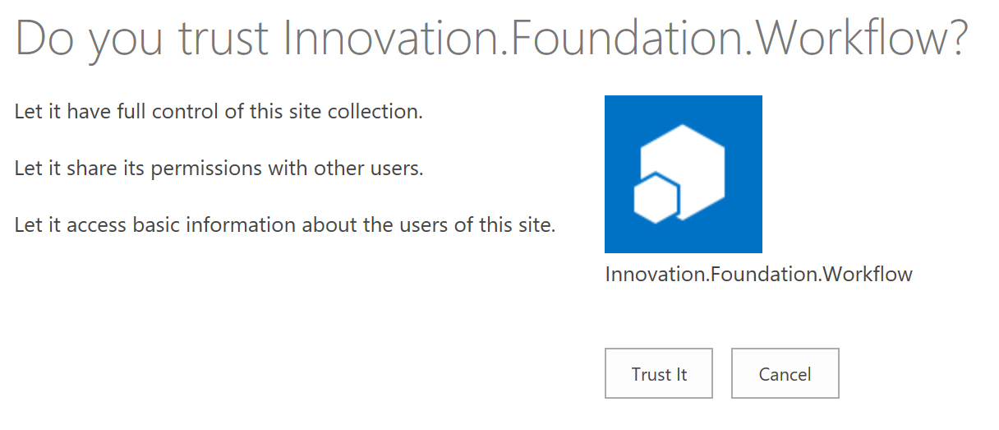 Do you trust Innovation.Foundation.Workflow?
Let it have full control of this site collection.
Let it share its permissions with other users.
Let it access basic information about the users of this site.
Innovation.Foundation.Workflow
Trust It
Cancel